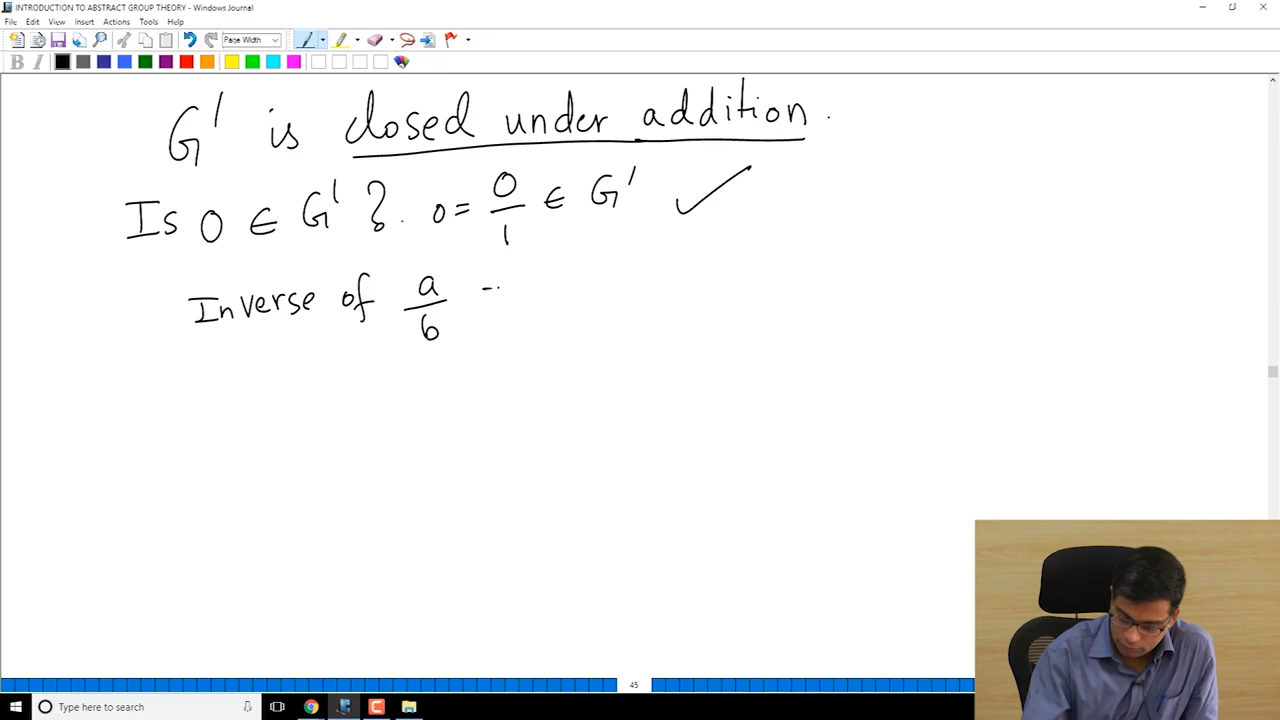 INTRODUCTION TO ABSTRACT GROUP THEORY - Windows Journal
File Edit View Insert Actions Tools Help
Page Width
B I
G' is closed under addition.
Is 0 ∈ G' ?. 0 = 0/1 ∈ G' ✓
Inverse of a/b
45
Type here to search